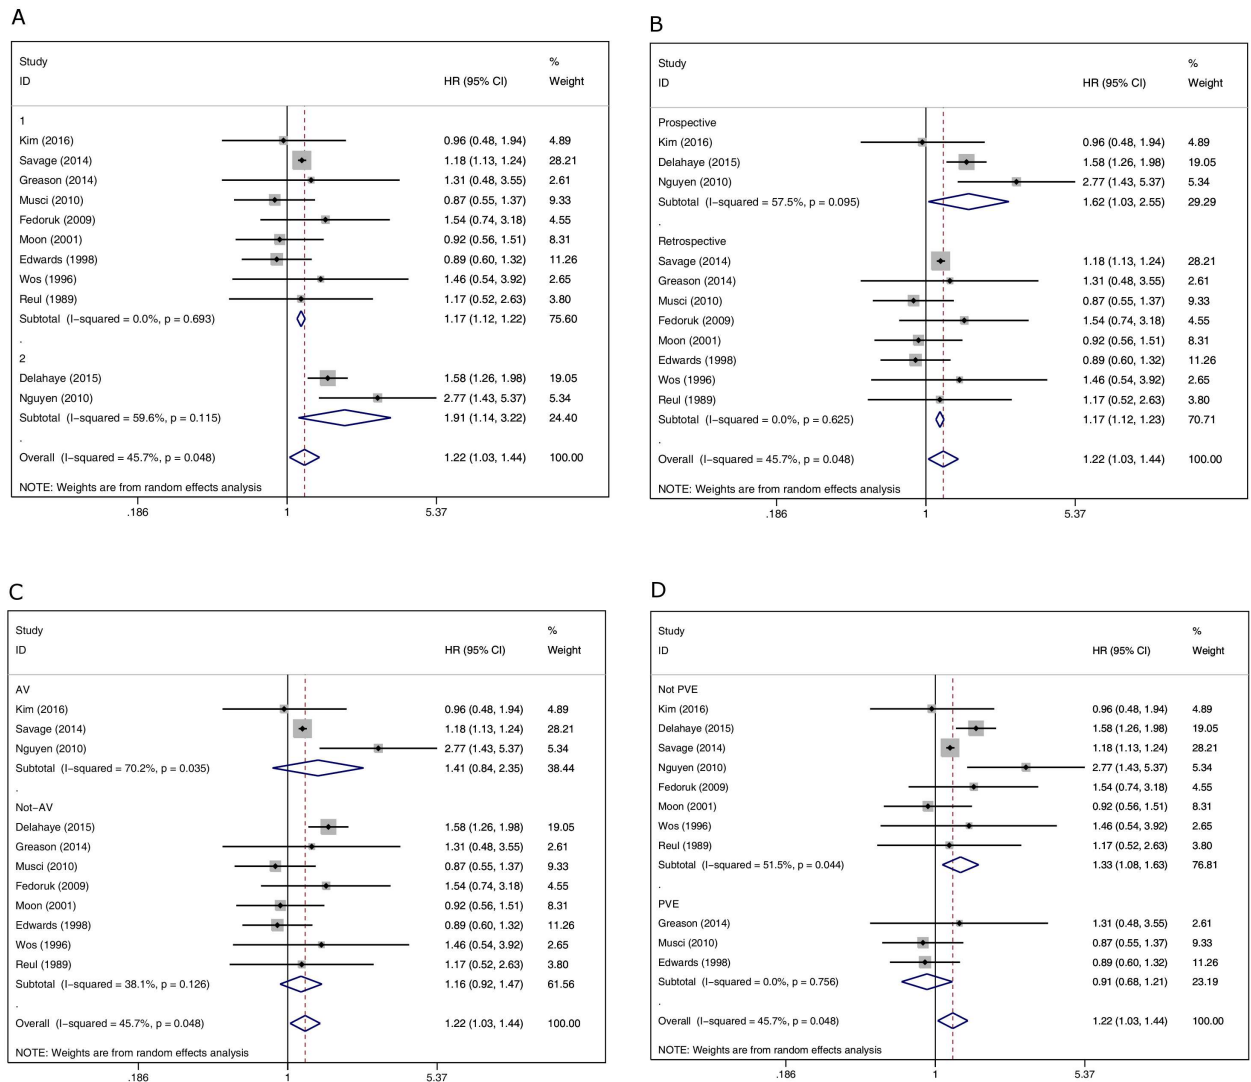 A
Study %
ID HR (95% CI) Weight
1
Kim (2016) 0.96 (0.48, 1.94) 4.89
Savage (2014) 1.18 (1.13, 1.24) 28.21
Greason (2014) 1.31 (0.48, 3.55) 2.61
Musci (2010) 0.87 (0.55, 1.37) 9.33
Fedoruk (2009) 1.54 (0.74, 3.18) 4.55
Moon (2001) 0.92 (0.56, 1.51) 8.31
Edwards (1998) 0.89 (0.60, 1.32) 11.26
Wos (1996) 1.46 (0.54, 3.92) 2.65
Reul (1989) 1.17 (0.52, 2.63) 3.80
Subtotal (I−squared = 0.0%, p = 0.693) 1.17 (1.12, 1.22) 75.60
.
2
Delahaye (2015) 1.58 (1.26, 1.98) 19.05
Nguyen (2010) 2.77 (1.43, 5.37) 5.34
Subtotal (I−squared = 59.6%, p = 0.115) 1.91 (1.14, 3.22) 24.40
.
Overall (I−squared = 45.7%, p = 0.048) 1.22 (1.03, 1.44) 100.00
NOTE: Weights are from random effects analysis
.186 1 5.37
B
Study %
ID HR (95% CI) Weight
Prospective
Kim (2016) 0.96 (0.48, 1.94) 4.89
Delahaye (2015) 1.58 (1.26, 1.98) 19.05
Nguyen (2010) 2.77 (1.43, 5.37) 5.34
Subtotal (I−squared = 57.5%, p = 0.095) 1.62 (1.03, 2.55) 29.29
.
Retrospective
Savage (2014) 1.18 (1.13, 1.24) 28.21
Greason (2014) 1.31 (0.48, 3.55) 2.61
Musci (2010) 0.87 (0.55, 1.37) 9.33
Fedoruk (2009) 1.54 (0.74, 3.18) 4.55
Moon (2001) 0.92 (0.56, 1.51) 8.31
Edwards (1998) 0.89 (0.60, 1.32) 11.26
Wos (1996) 1.46 (0.54, 3.92) 2.65
Reul (1989) 1.17 (0.52, 2.63) 3.80
Subtotal (I−squared = 0.0%, p = 0.625) 1.17 (1.12, 1.23) 70.71
.
Overall (I−squared = 45.7%, p = 0.048) 1.22 (1.03, 1.44) 100.00
NOTE: Weights are from random effects analysis
.186 1 5.37
C
Study %
ID HR (95% CI) Weight
AV
Kim (2016) 0.96 (0.48, 1.94) 4.89
Savage (2014) 1.18 (1.13, 1.24) 28.21
Nguyen (2010) 2.77 (1.43, 5.37) 5.34
Subtotal (I−squared = 70.2%, p = 0.035) 1.41 (0.84, 2.35) 38.44
.
Not−AV
Delahaye (2015) 1.58 (1.26, 1.98) 19.05
Greason (2014) 1.31 (0.48, 3.55) 2.61
Musci (2010) 0.87 (0.55, 1.37) 9.33
Fedoruk (2009) 1.54 (0.74, 3.18) 4.55
Moon (2001) 0.92 (0.56, 1.51) 8.31
Edwards (1998) 0.89 (0.60, 1.32) 11.26
Wos (1996) 1.46 (0.54, 3.92) 2.65
Reul (1989) 1.17 (0.52, 2.63) 3.80
Subtotal (I−squared = 38.1%, p = 0.126) 1.16 (0.92, 1.47) 61.56
.
Overall (I−squared = 45.7%, p = 0.048) 1.22 (1.03, 1.44) 100.00
NOTE: Weights are from random effects analysis
.186 1 5.37
D
Study %
ID HR (95% CI) Weight
Not PVE
Kim (2016) 0.96 (0.48, 1.94) 4.89
Delahaye (2015) 1.58 (1.26, 1.98) 19.05
Savage (2014) 1.18 (1.13, 1.24) 28.21
Nguyen (2010) 2.77 (1.43, 5.37) 5.34
Fedoruk (2009) 1.54 (0.74, 3.18) 4.55
Moon (2001) 0.92 (0.56, 1.51) 8.31
Wos (1996) 1.46 (0.54, 3.92) 2.65
Reul (1989) 1.17 (0.52, 2.63) 3.80
Subtotal (I−squared = 51.5%, p = 0.044) 1.33 (1.08, 1.63) 76.81
.
PVE
Greason (2014) 1.31 (0.48, 3.55) 2.61
Musci (2010) 0.87 (0.55, 1.37) 9.33
Edwards (1998) 0.89 (0.60, 1.32) 11.26
Subtotal (I−squared = 0.0%, p = 0.756) 0.91 (0.68, 1.21) 23.19
.
Overall (I−squared = 45.7%, p = 0.048) 1.22 (1.03, 1.44) 100.00
NOTE: Weights are from random effects analysis
.186 1 5.37